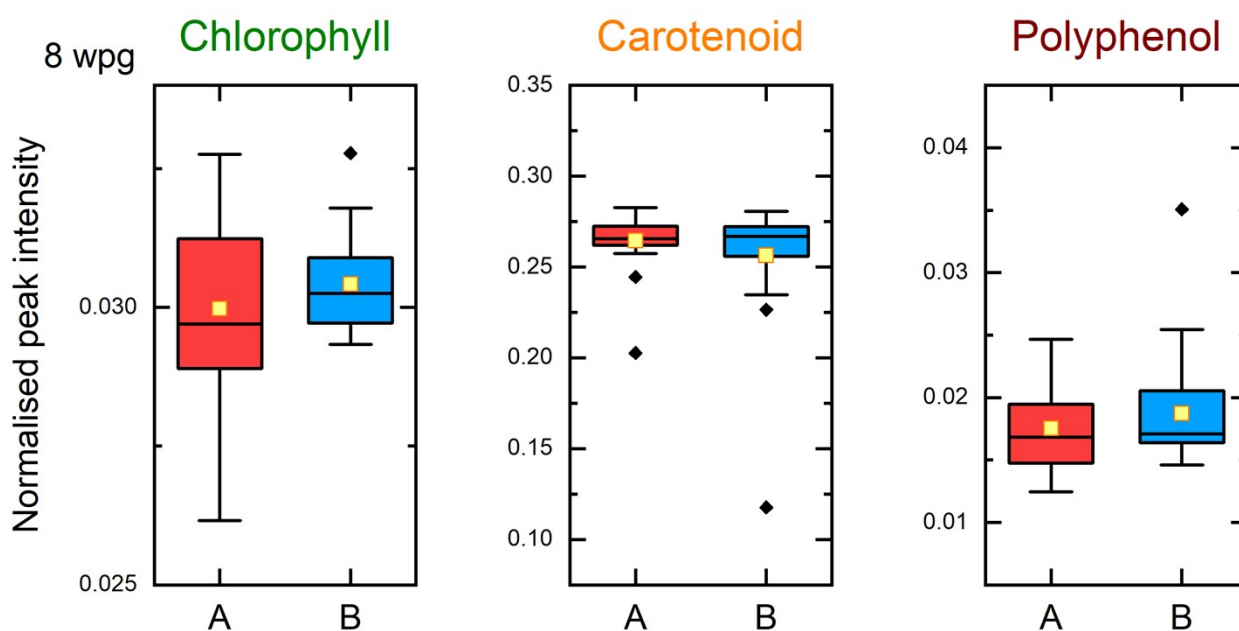 8 wpg
Chlorophyll
Carotenoid
Polyphenol
Normalised peak intensity
0.030
0.025
A
B
0.35
0.30
0.25
0.20
0.15
0.10
A
B
0.04
0.03
0.02
0.01
A
B